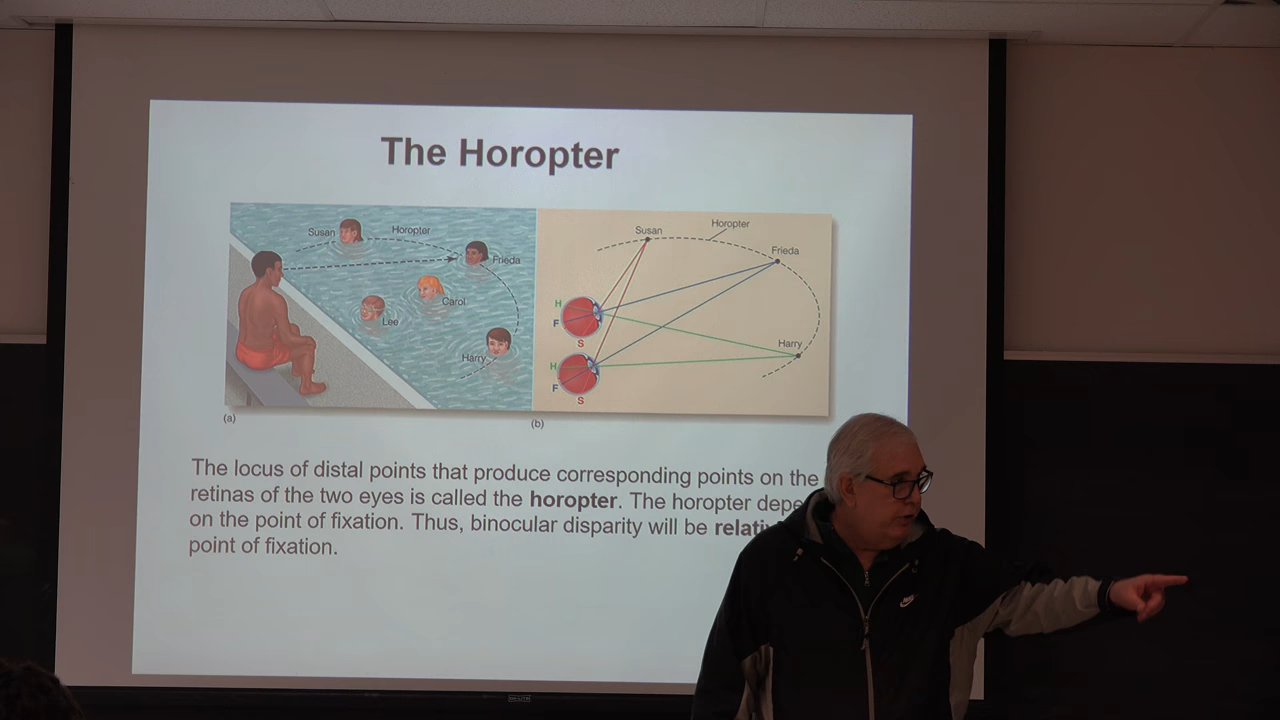 The Horopter
Susan
Horopter
Frieda
Carol
Lee
Harry
Susan
Horopter
Frieda
Harry
H
F
S
H
F
S
(a)
(b)
The locus of distal points that produce corresponding points on the
retinas of the two eyes is called the horopter. The horopter depe
on the point of fixation. Thus, binocular disparity will be relati
point of fixation.
DA-LITE